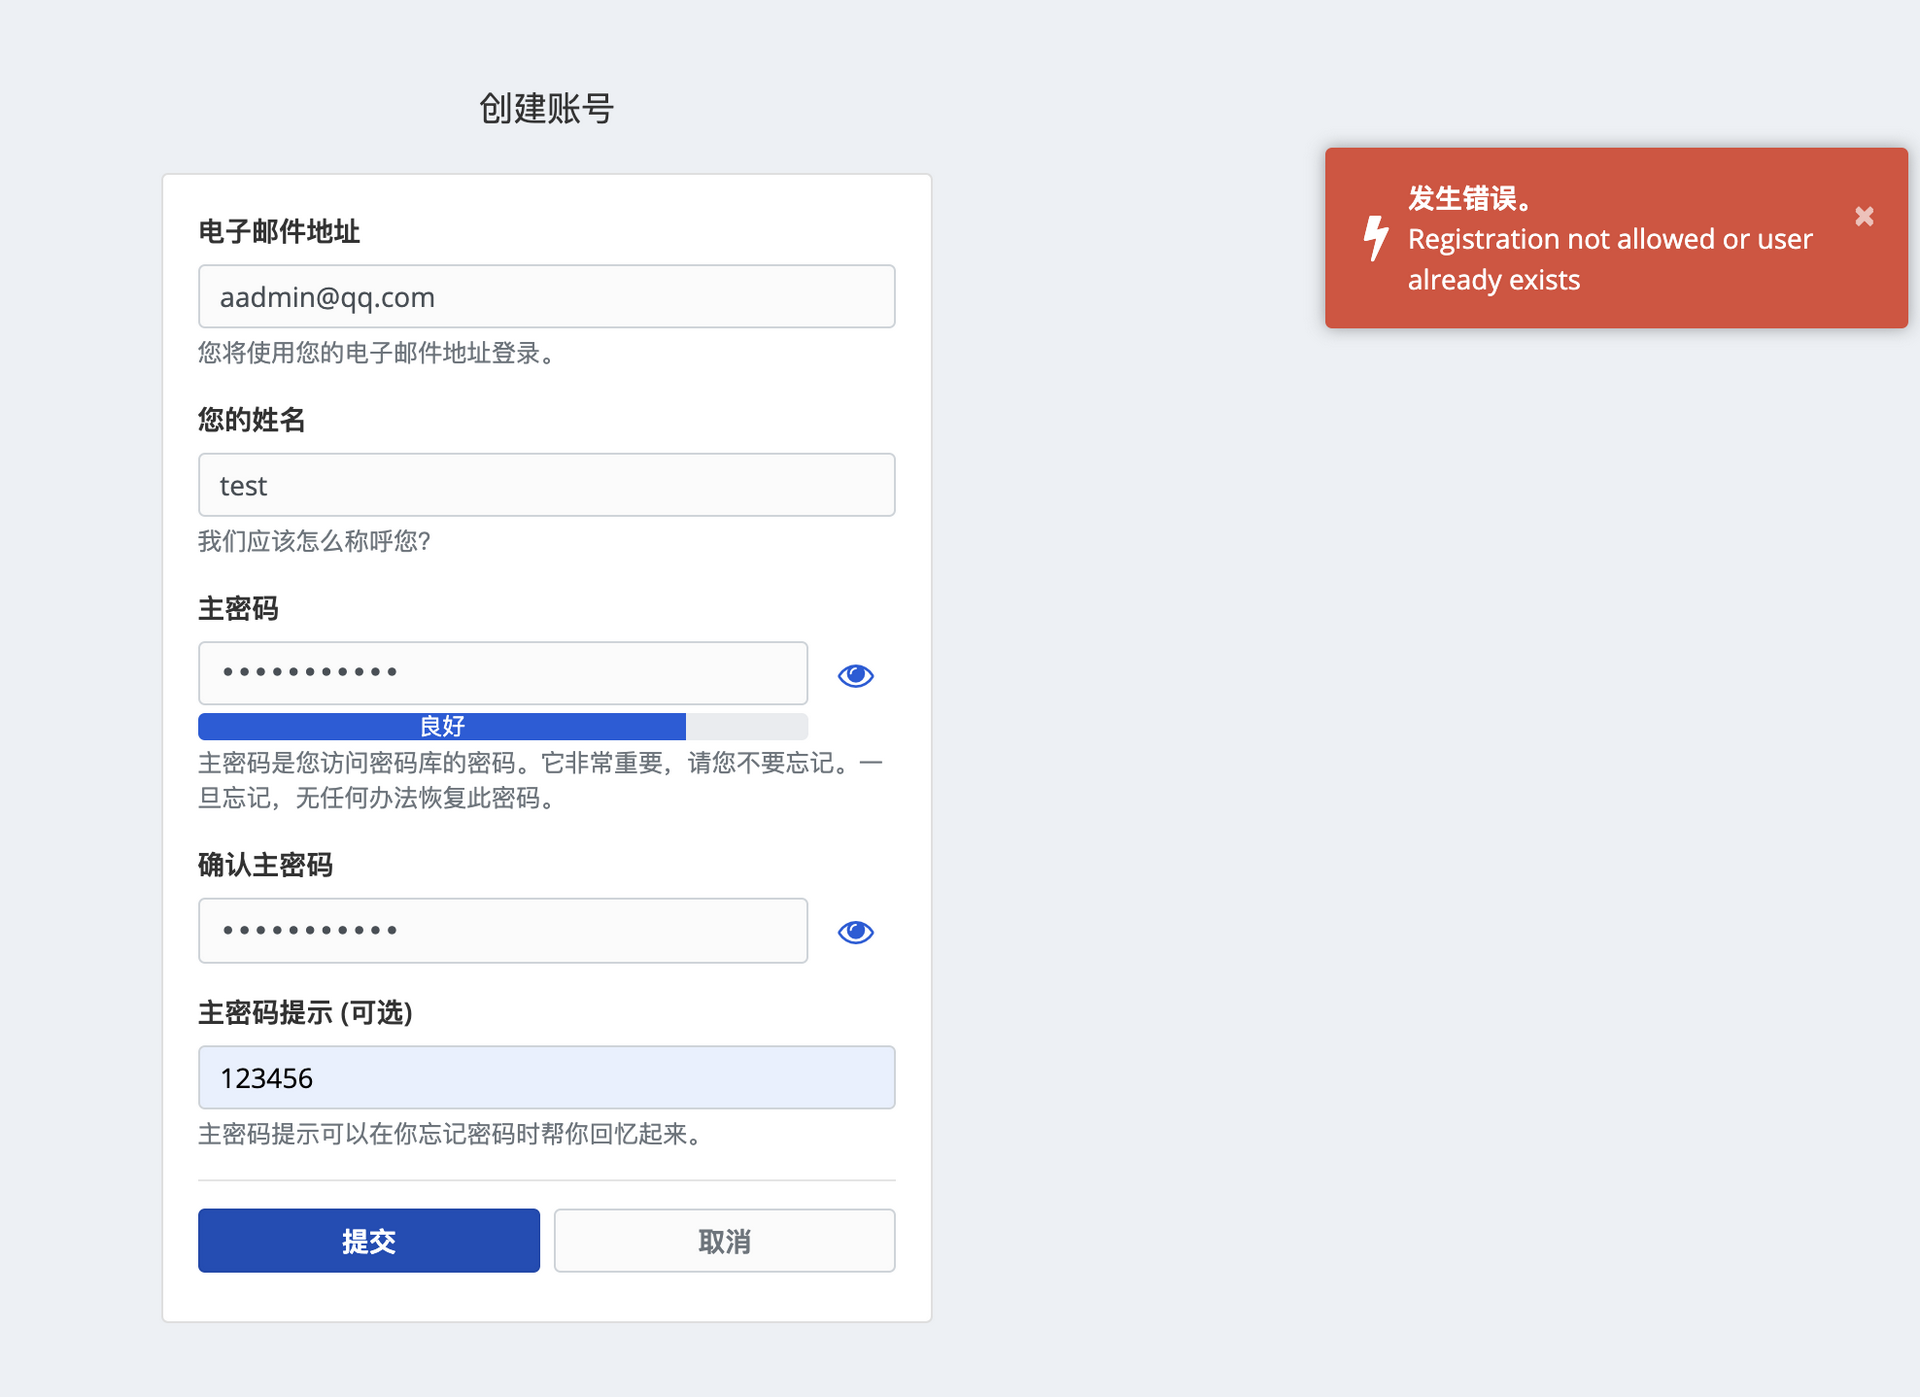 创建账号
发生错误。
Registration not allowed or user
already exists
电子邮件地址
aadmin@qq.com
您将使用您的电子邮件地址登录。
您的姓名
test
我们应该怎么称呼您?
主密码
•••••••••••
良好
主密码是您访问密码库的密码。它非常重要，请您不要忘记。一
旦忘记，无任何办法恢复此密码。
确认主密码
•••••••••••
主密码提示 (可选)
123456
主密码提示可以在你忘记密码时帮你回忆起来。
提交
取消